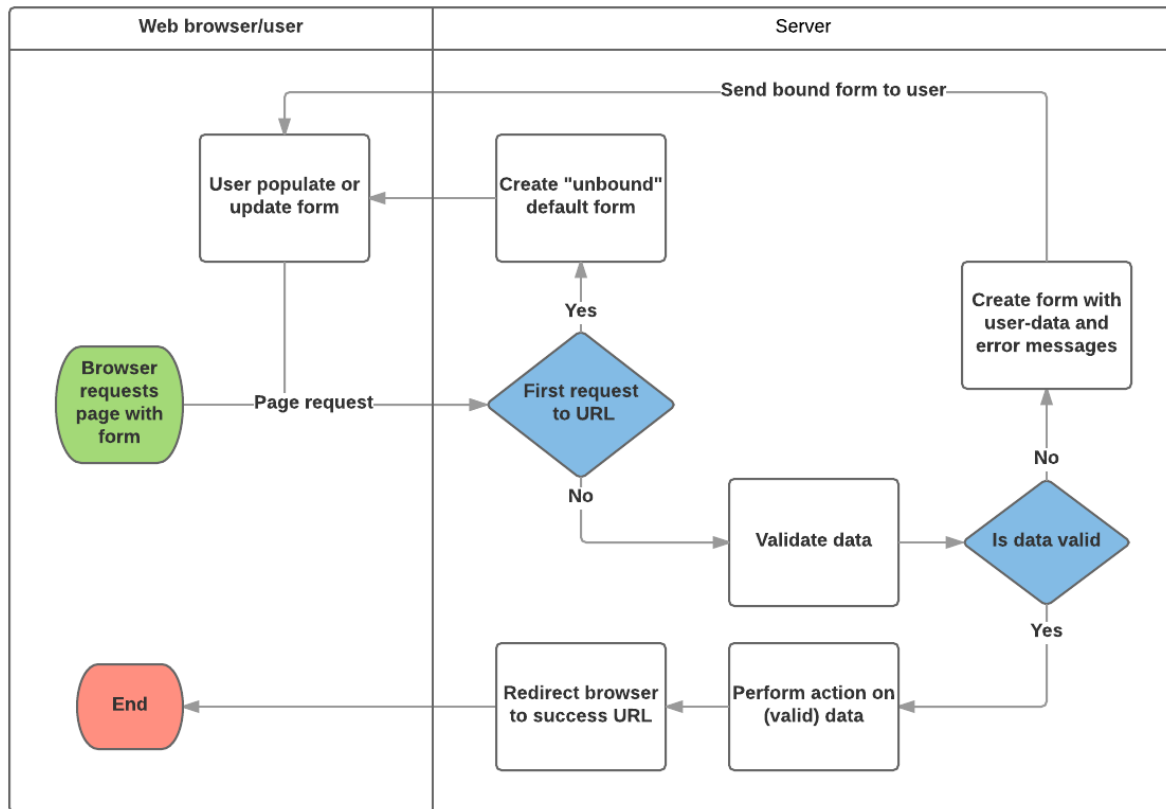 Web browser/user
Server
Send bound form to user
User populate or
update form
Create "unbound"
default form
Yes
Create form with
user-data and
error messages
Browser
requests
page with
form
Page request
First request
to URL
No
No
Validate data
Is data valid
Yes
End
Redirect browser
to success URL
Perform action on
(valid) data